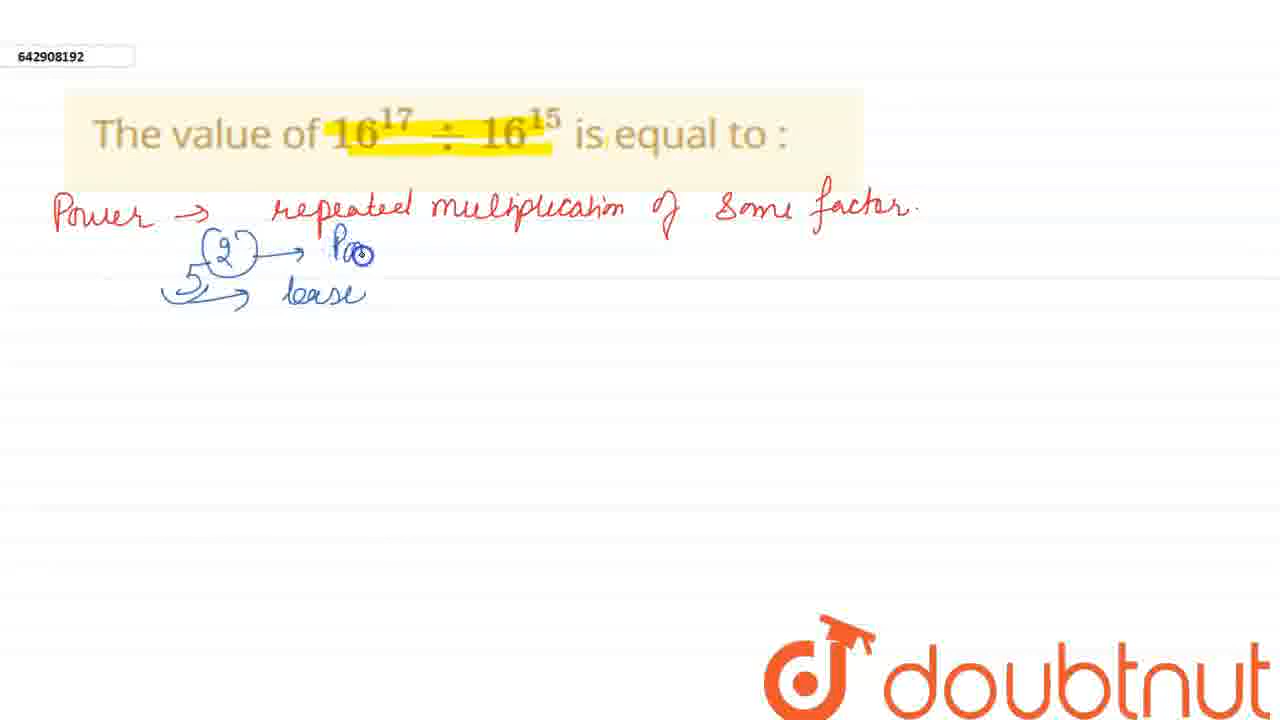 642908192
The value of 16^17 ÷ 16^15 is equal to :
Power → repeated multiplication of some factor.
5^2 → Po
→ base
doubtnut